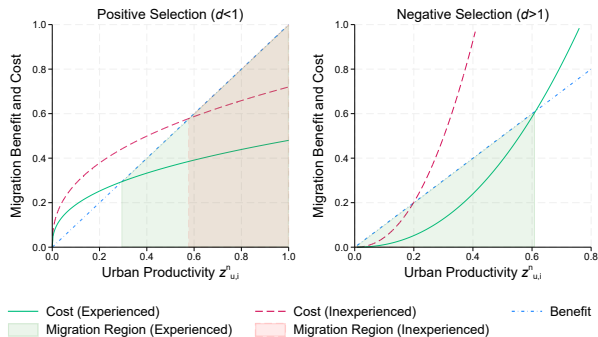 Positive Selection (d<1)
Negative Selection (d>1)
Migration Benefit and Cost
1.0
0.8
0.6
0.4
0.2
0.0
0.0 0.2 0.4 0.6 0.8 1.0
Urban Productivity z^n_{u,i}
Migration Benefit and Cost
1.0
0.8
0.6
0.4
0.2
0.0
0.0 0.2 0.4 0.6 0.8
Urban Productivity z^n_{u,i}
Cost (Experienced)
Cost (Inexperienced)
Benefit
Migration Region (Experienced)
Migration Region (Inexperienced)